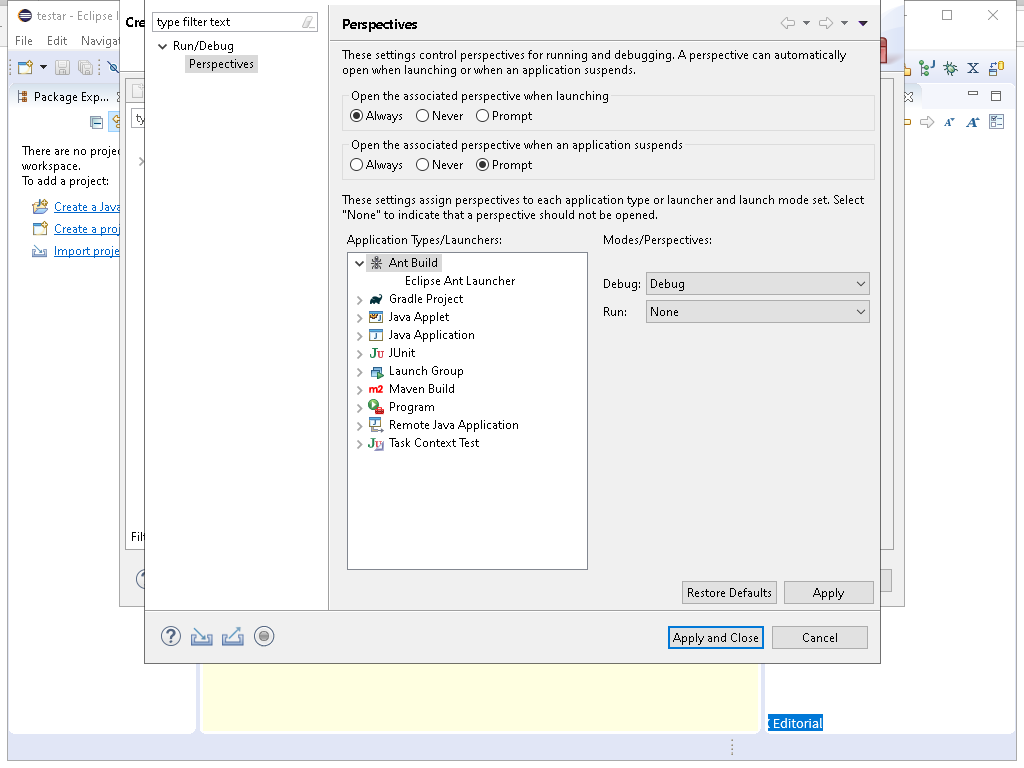 testar - Eclipse I
File Edit Navigat
Package Exp...
There are no projec
workspace.
To add a project:
Create a Java
Create a proj
Import proje
Cre
ty
Filt
type filter text
Run/Debug
Perspectives
Perspectives
These settings control perspectives for running and debugging. A perspective can automatically
open when launching or when an application suspends.
Open the associated perspective when launching
Always Never Prompt
Open the associated perspective when an application suspends
Always Never Prompt
These settings assign perspectives to each application type or launcher and launch mode set. Select
"None" to indicate that a perspective should not be opened.
Application Types/Launchers:
Ant Build
Eclipse Ant Launcher
Gradle Project
Java Applet
Java Application
JUnit
Launch Group
Maven Build
Program
Remote Java Application
Task Context Test
Modes/Perspectives:
Debug: Debug
Run: None
Restore Defaults Apply
Apply and Close Cancel
Editorial